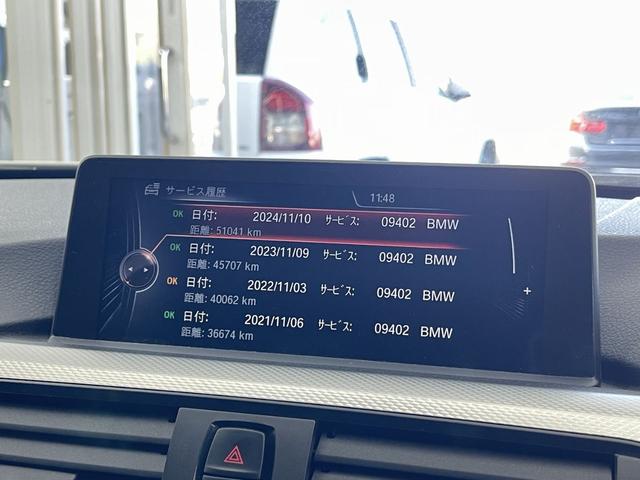 サービス履歴
11:48
OK 日付: 2024/11/10 ｻｰﾋﾞｽ: 09402 BMW
距離: 51041 km
OK 日付: 2023/11/09 ｻｰﾋﾞｽ: 09402 BMW
距離: 45707 km
OK 日付: 2022/11/03 ｻｰﾋﾞｽ: 09402 BMW
距離: 40062 km
OK 日付: 2021/11/06 ｻｰﾋﾞｽ: 09402 BMW
距離: 36674 km